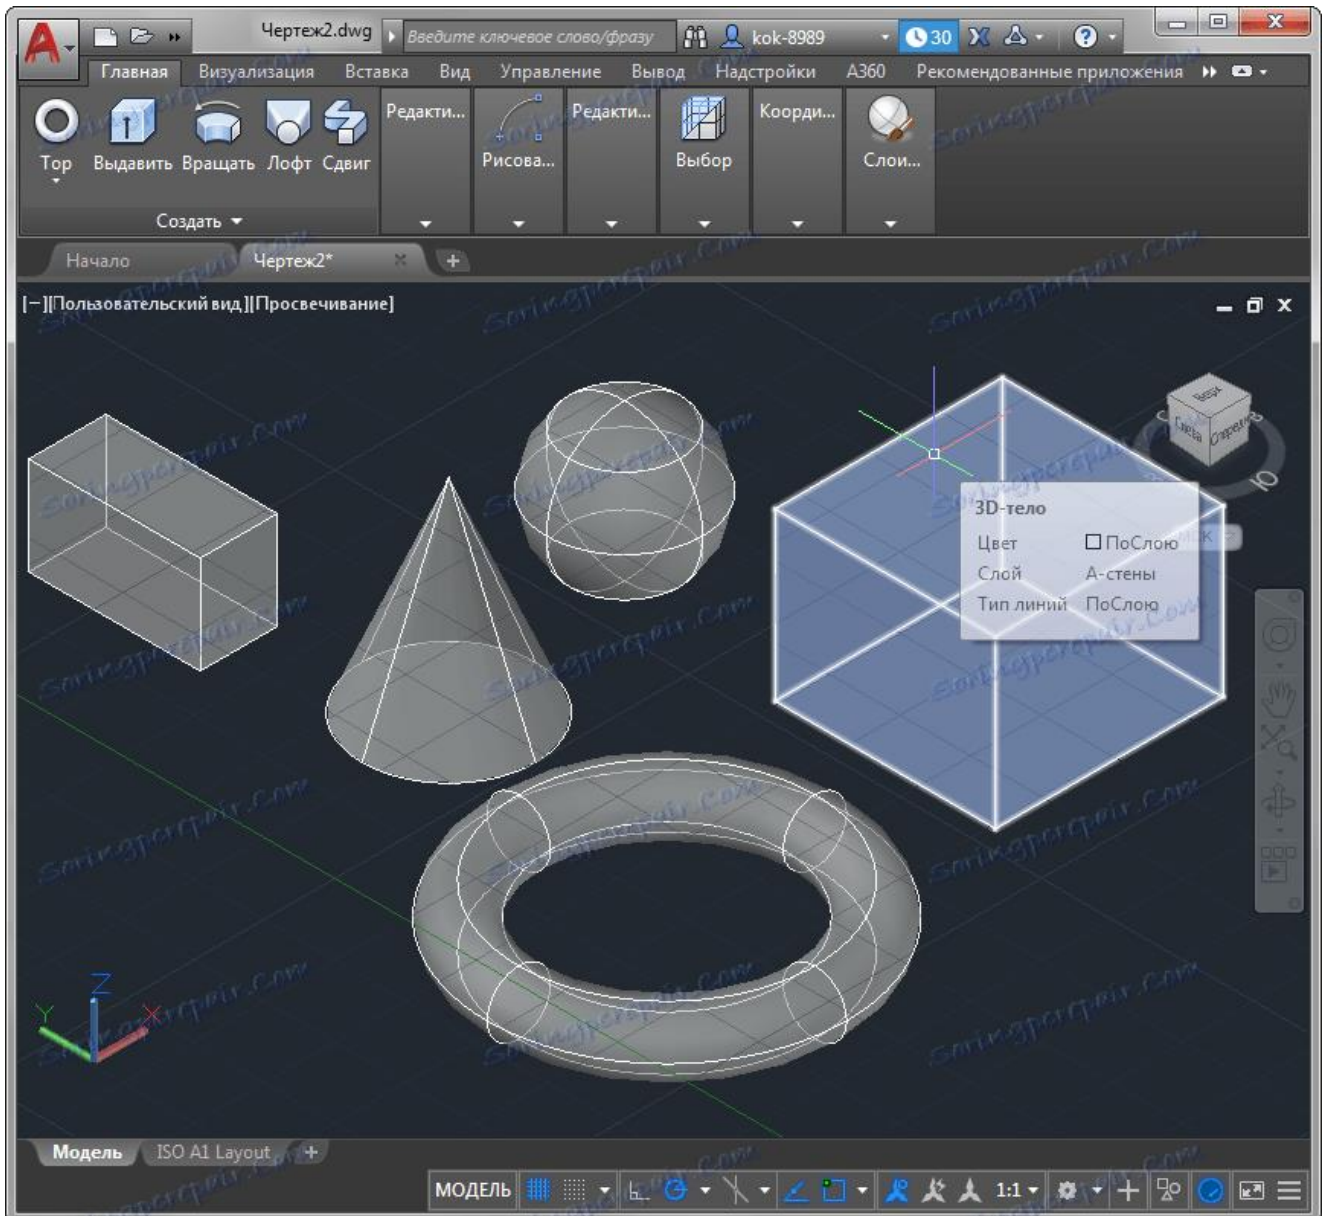 Чертеж2.dwg Введите ключевое слово/фразу kok-8989 30
Главная Визуализация Вставка Вид Управление Вывод Надстройки A360 Рекомендованные приложения
Тор Выдавить Вращать Лофт Сдвиг Редакти... Рисова... Редакти... Выбор Коорди... Слои...
Создать
Начало Чертеж2*
[−][Пользовательский вид][Просвечивание]
Верх
Слева
С В
Ю
3D-тело
Цвет ПоСлою
Слой А-стены
Тип линий ПоСлою
Z
Y X
Модель ISO A1 Layout +
МОДЕЛЬ 1:1